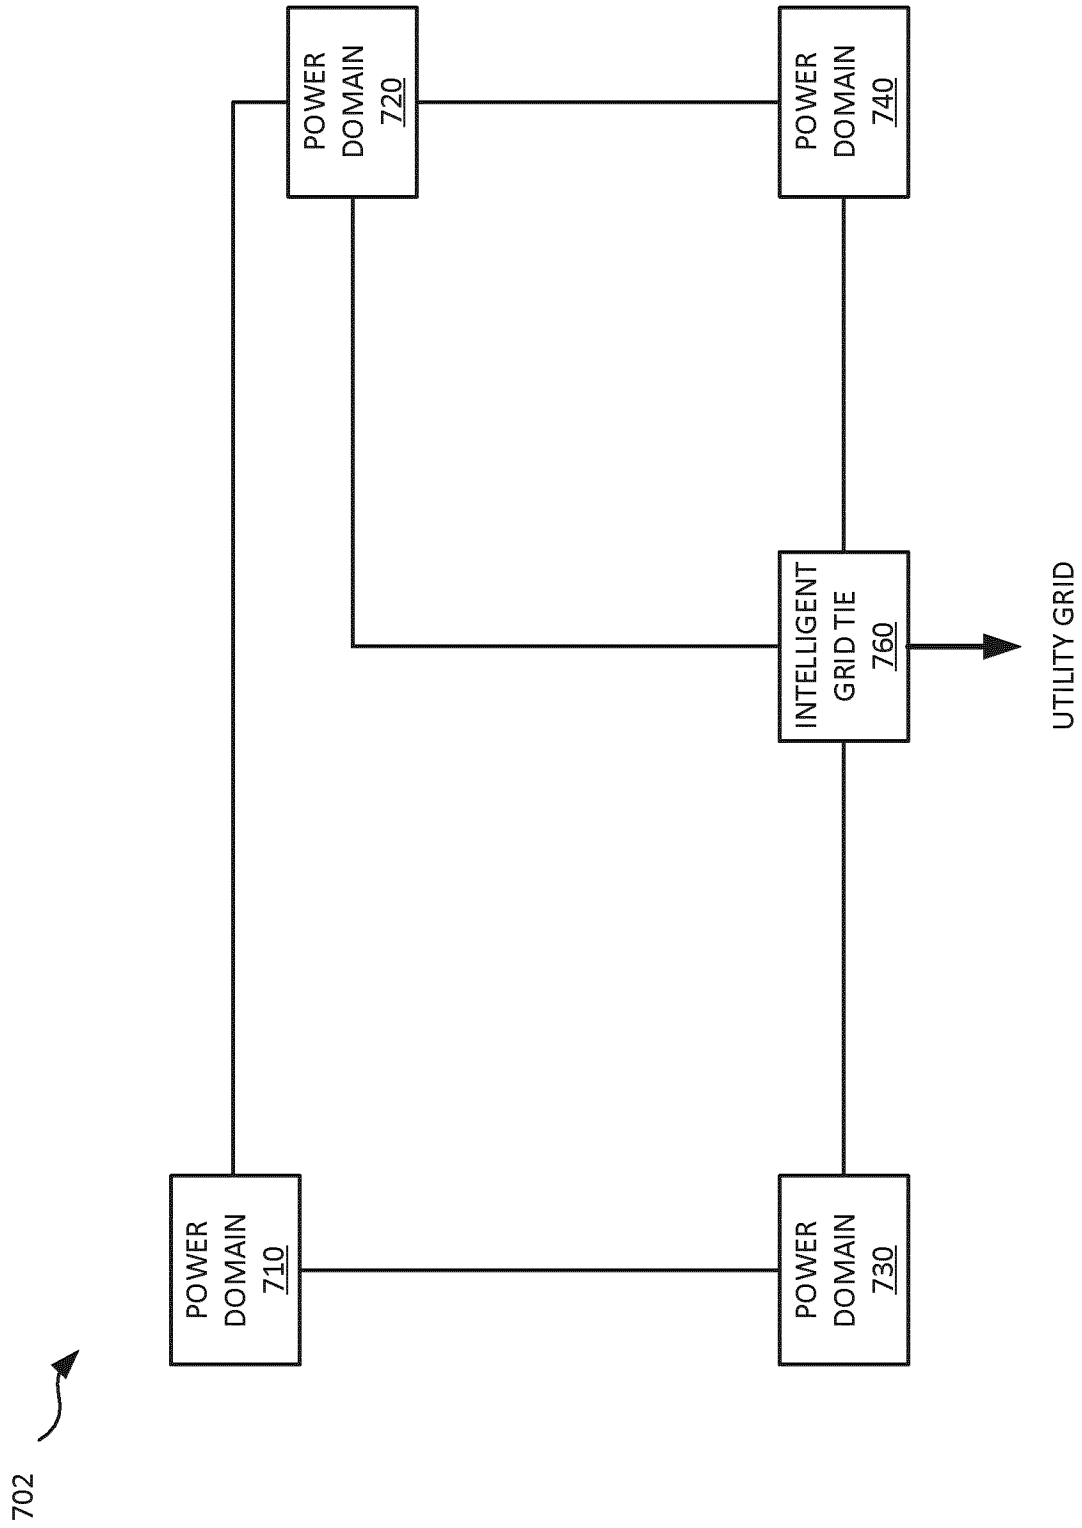 702
POWER
DOMAIN
710
POWER
DOMAIN
720
POWER
DOMAIN
730
INTELLIGENT
GRID TIE
760
POWER
DOMAIN
740
UTILITY GRID